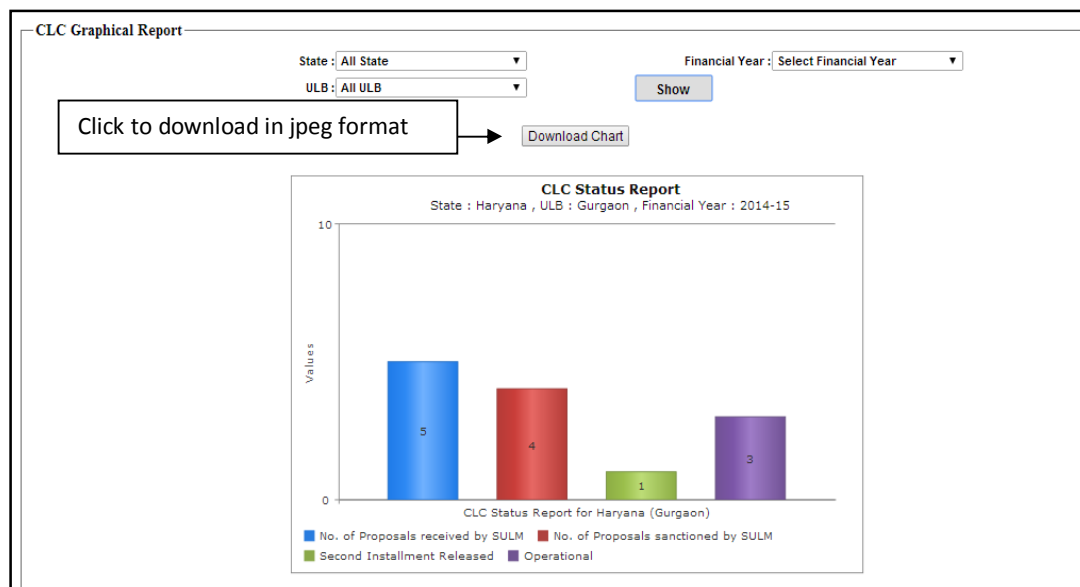 CLC Graphical Report
State : All State Financial Year : Select Financial Year
ULB : All ULB Show
Click to download in jpeg format
Download Chart
CLC Status Report
State : Haryana , ULB : Gurgaon , Financial Year : 2014-15
10
Values
5
4
1
3
0
CLC Status Report for Haryana (Gurgaon)
No. of Proposals received by SULM No. of Proposals sanctioned by SULM
Second Installment Released Operational